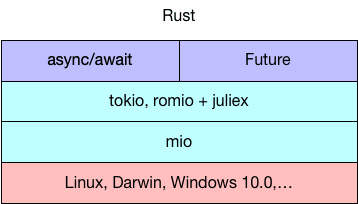 Rust
async/await Future
tokio, romio + juliex
mio
Linux, Darwin, Windows 10.0,…